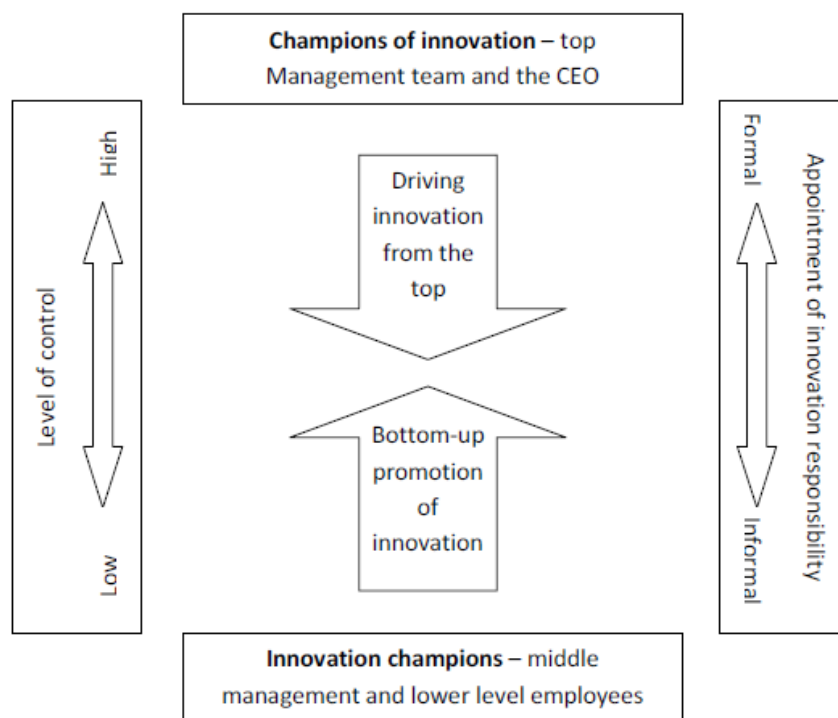 Champions of innovation – top
Management team and the CEO
High
Level of control
Low
Driving
innovation
from the
top
Bottom-up
promotion
of
innovation
Formal
Appointment of innovation responsibility
Informal
Innovation champions – middle
management and lower level employees